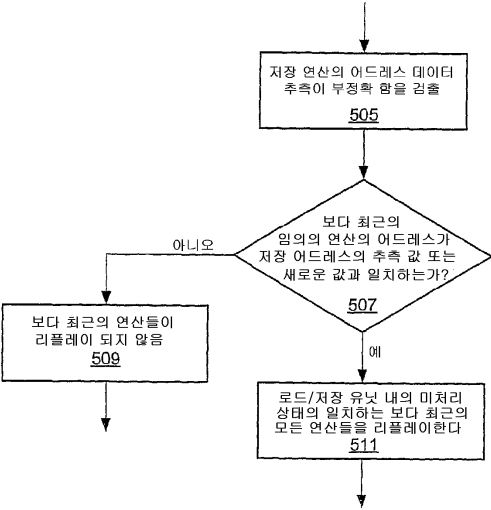 저장 연산의 어드레스 데이터
추측이 부정확 함을 검출
505
보다 최근의
임의의 연산의 어드레스가
저장 어드레스의 추측 값 또는
새로운 값과 일치하는가?
507
아니오
보다 최근의 연산들이
리플레이 되지 않음
509
예
로드/저장 유닛 내의 미처리
상태의 일치하는 보다 최근의
모든 연산들을 리플레이한다
511